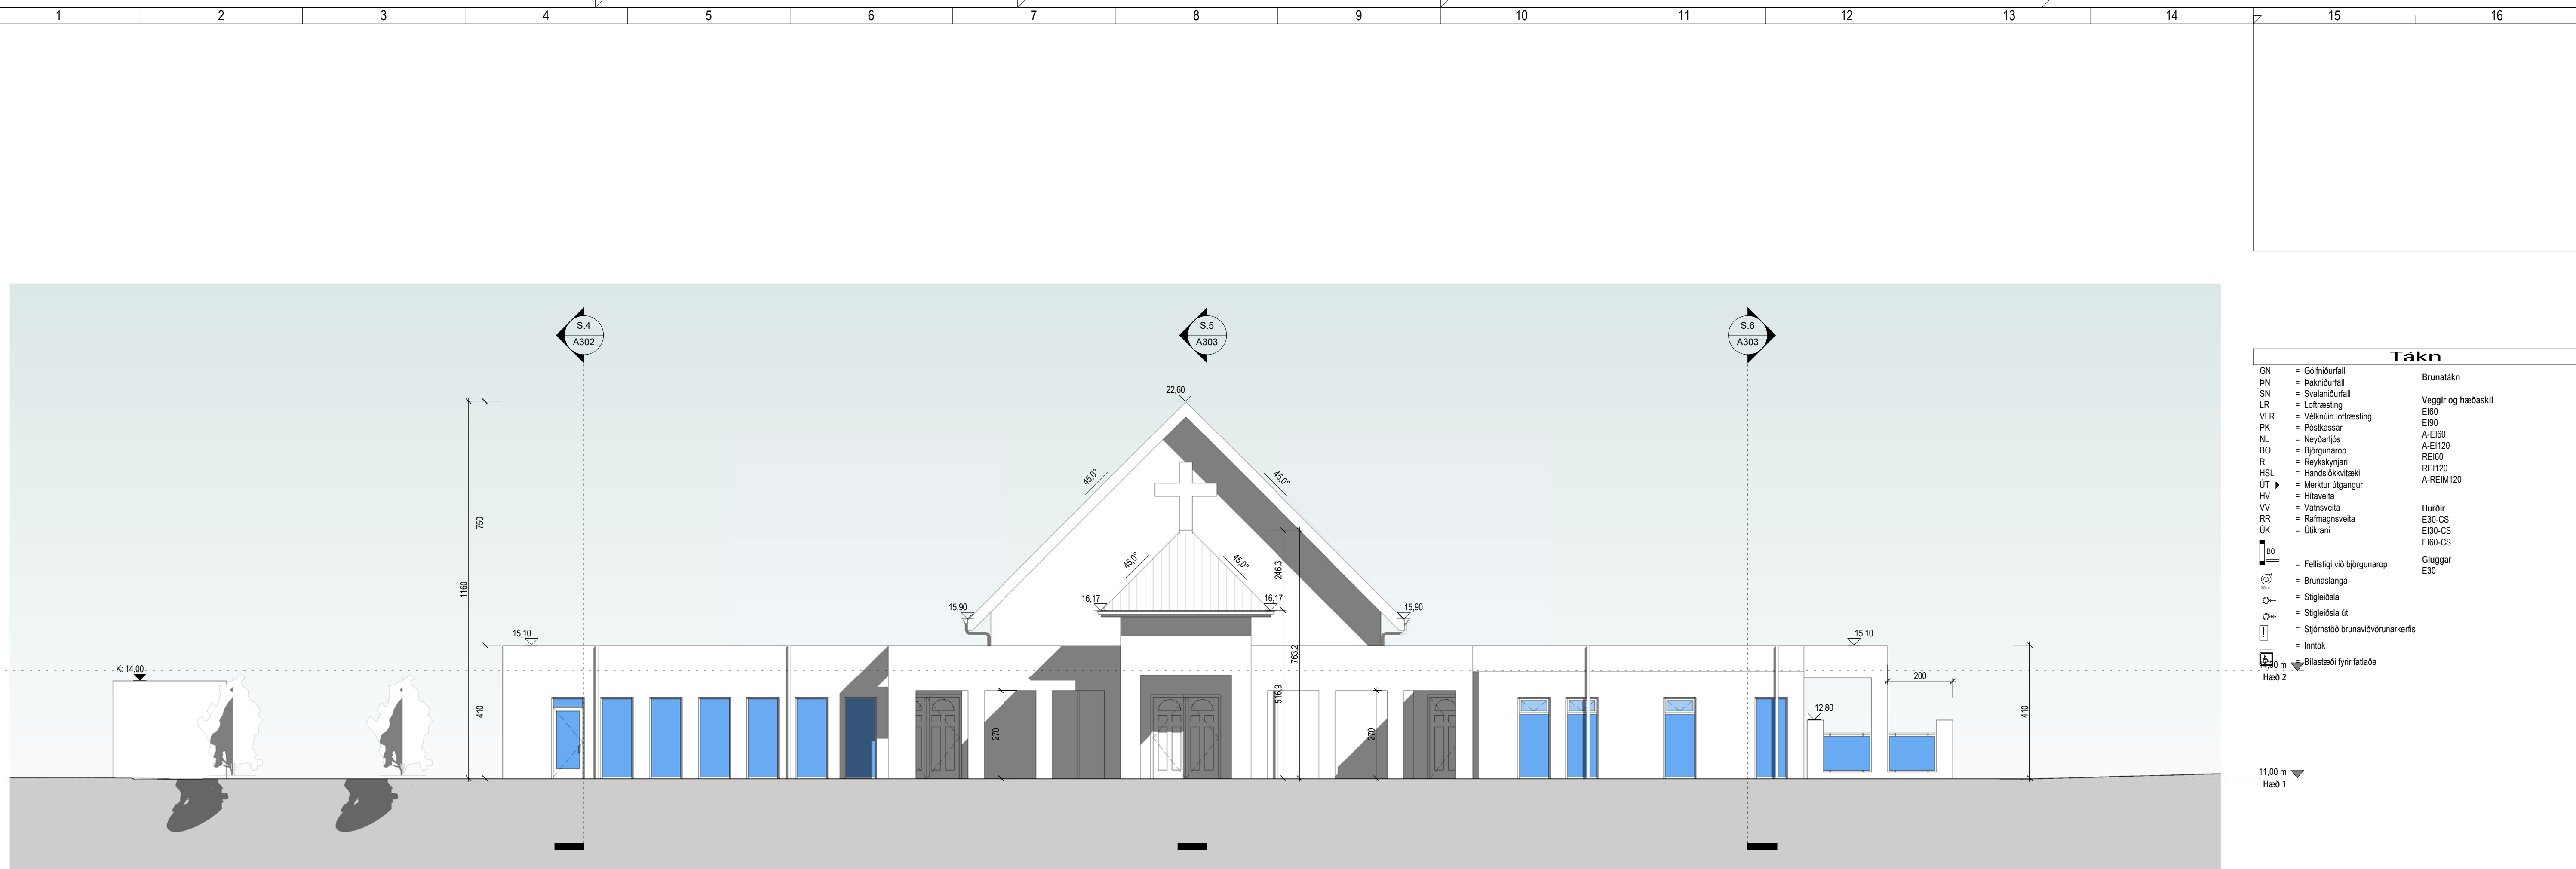 1 2 3 4 5 6 7 8 9 10 11 12 13 14 15 16
S.4
A302
S.5
A303
S.6
A303
22,60
45,0°
45,0°
750
1160
410
45,0°
45,0°
246,3
763,2
516,9
16,17
16,17
15,90
15,90
15,10
15,10
K: 14,00
270
270
12,80
200
410
14,30 m
Hæð 2
11,00 m
Hæð 1
Tákn
GN = Gólfniðurfall
ÞN = Þakniðurfall
SN = Svalaniðurfall
LR = Loftræsting
VLR = Vélknúin loftræsting
PK = Póstkassar
NL = Neyðarljós
BO = Björgunarop
R = Reykskynjari
HSL = Handslökkvitæki
ÚT = Merktur útgangur
HV = Hitaveita
VV = Vatnsveita
RR = Rafmagnsveita
ÚK = Útikrani
BO
= Fellistigi við björgunarop
= Brunaslanga
25 m.
= Stigleiðsla
= Stigleiðsla út
! = Stjórnstöð brunaviðvörunarkerfis
= Inntak
= Bílastæði fyrir fatlaða
Brunatákn
Veggir og hæðaskil
EI60
EI90
A-EI60
A-EI120
REI60
REI120
A-REIM120
Hurðir
E30-CS
EI30-CS
EI60-CS
Gluggar
E30